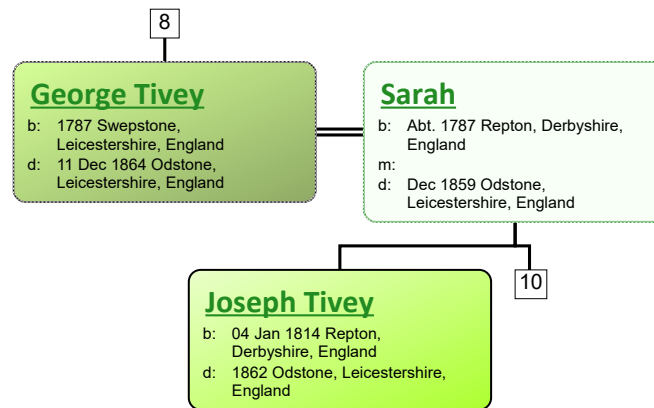 8
George Tivey
b: 1787 Swepstone,
Leicestershire, England
d: 11 Dec 1864 Odstone,
Leicestershire, England
Sarah
b: Abt. 1787 Repton, Derbyshire,
England
m:
d: Dec 1859 Odstone,
Leicestershire, England
10
Joseph Tivey
b: 04 Jan 1814 Repton,
Derbyshire, England
d: 1862 Odstone, Leicestershire,
England